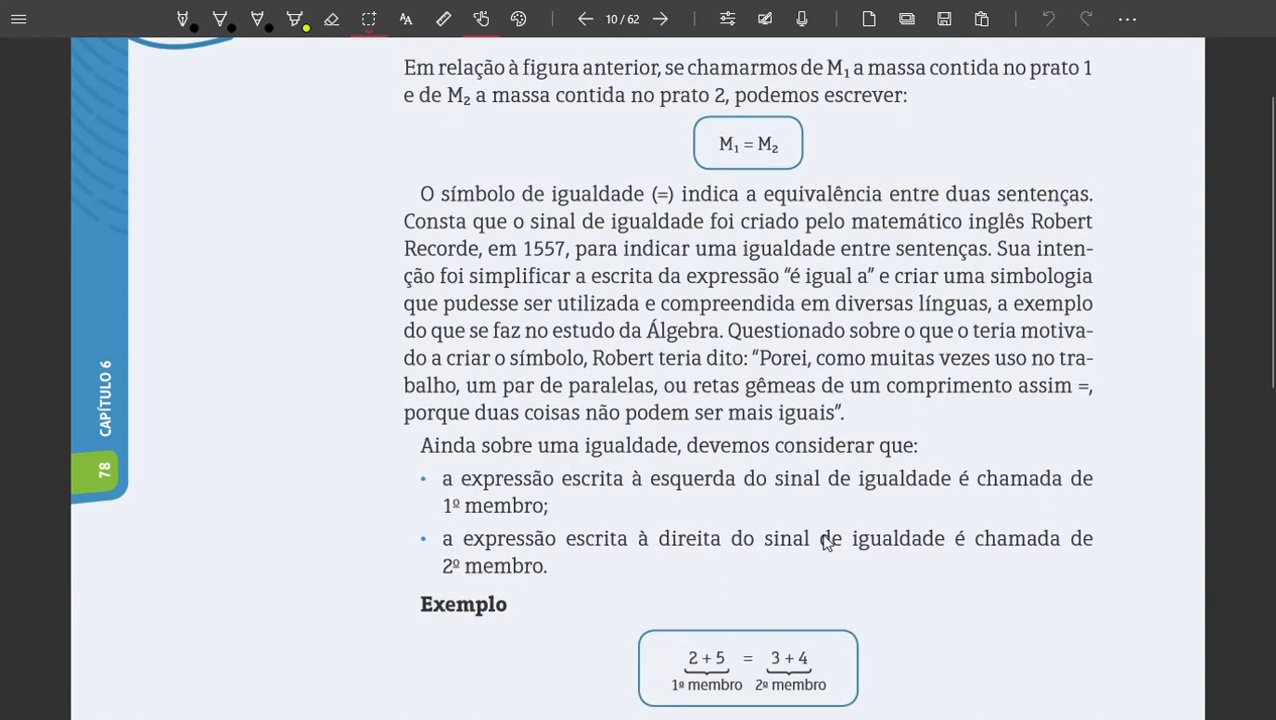 10 / 62
Em relação à figura anterior, se chamarmos de M₁ a massa contida no prato 1
e de M₂ a massa contida no prato 2, podemos escrever:
M₁ = M₂
O símbolo de igualdade (=) indica a equivalência entre duas sentenças.
Consta que o sinal de igualdade foi criado pelo matemático inglês Robert
Recorde, em 1557, para indicar uma igualdade entre sentenças. Sua inten-
ção foi simplificar a escrita da expressão “é igual a” e criar uma simbologia
que pudesse ser utilizada e compreendida em diversas línguas, a exemplo
do que se faz no estudo da Álgebra. Questionado sobre o que o teria motiva-
do a criar o símbolo, Robert teria dito: “Porei, como muitas vezes uso no tra-
balho, um par de paralelas, ou retas gêmeas de um comprimento assim =,
porque duas coisas não podem ser mais iguais”.
Ainda sobre uma igualdade, devemos considerar que:
• a expressão escrita à esquerda do sinal de igualdade é chamada de
1º membro;
• a expressão escrita à direita do sinal de igualdade é chamada de
2º membro.
Exemplo
2 + 5 = 3 + 4
1º membro 2º membro
CAPÍTULO 6
78